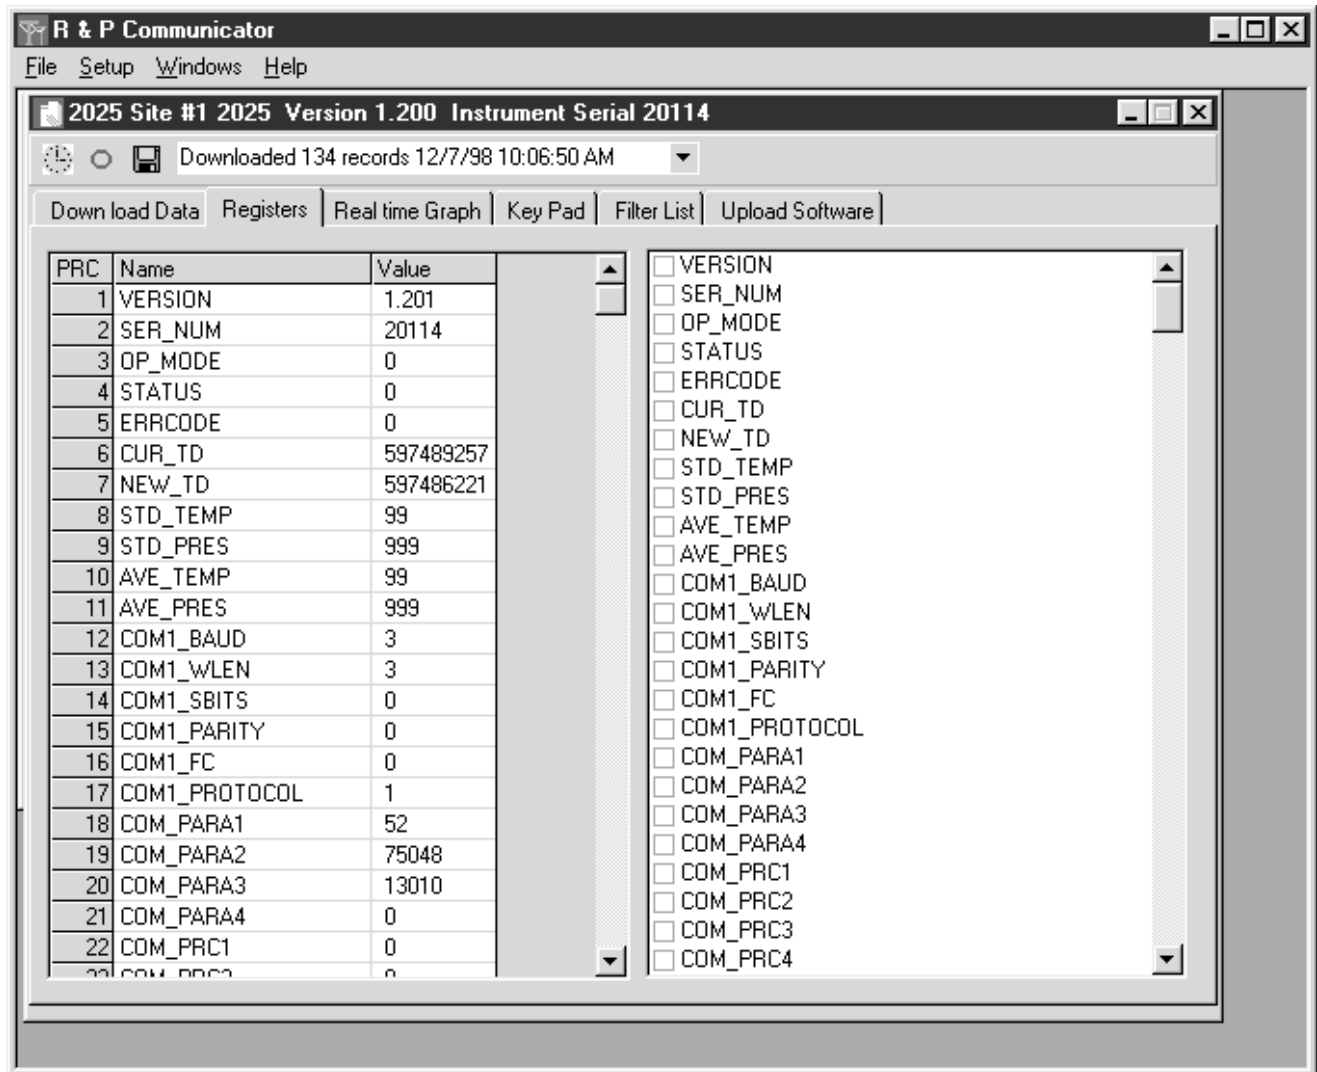 R & P Communicator
File Setup Windows Help
2025 Site #1 2025 Version 1.200 Instrument Serial 20114
Downloaded 134 records 12/7/98 10:06:50 AM
Down load Data Registers Real time Graph Key Pad Filter List Upload Software
PRC Name Value
1 VERSION 1.201
2 SER_NUM 20114
3 OP_MODE 0
4 STATUS 0
5 ERRCODE 0
6 CUR_TD 597489257
7 NEW_TD 597486221
8 STD_TEMP 99
9 STD_PRES 999
10 AVE_TEMP 99
11 AVE_PRES 999
12 COM1_BAUD 3
13 COM1_WLEN 3
14 COM1_SBITS 0
15 COM1_PARITY 0
16 COM1_FC 0
17 COM1_PROTOCOL 1
18 COM_PARA1 52
19 COM_PARA2 75048
20 COM_PARA3 13010
21 COM_PARA4 0
22 COM_PRC1 0
23 COM_PRC2 0
VERSION
SER_NUM
OP_MODE
STATUS
ERRCODE
CUR_TD
NEW_TD
STD_TEMP
STD_PRES
AVE_TEMP
AVE_PRES
COM1_BAUD
COM1_WLEN
COM1_SBITS
COM1_PARITY
COM1_FC
COM1_PROTOCOL
COM_PARA1
COM_PARA2
COM_PARA3
COM_PARA4
COM_PRC1
COM_PRC2
COM_PRC3
COM_PRC4